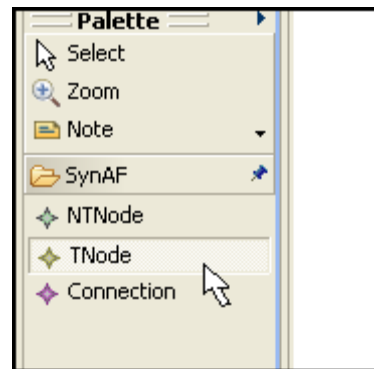 Palette
Select
Zoom
Note
SynAF
NTNode
TNode
Connection